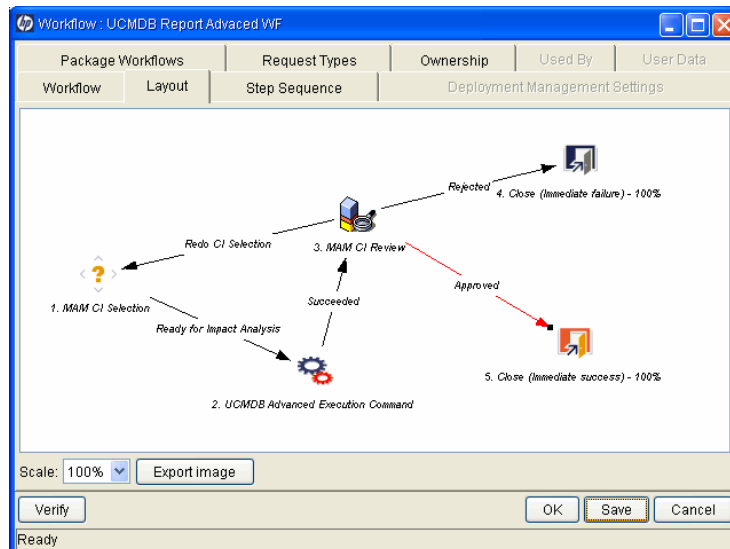 hp Workflow : UCMDB Report Advaced WF
Package Workflows Request Types Ownership Used By User Data
Workflow Layout Step Sequence Deployment Management Settings
Rejected
4. Close (Immediate failure) - 100%
Redo CI Selection
3. MAM CI Review
?
Approved
1. MAM CI Selection
Succeeded
Ready for Impact Analysis
5. Close (Immediate success) - 100%
2. UCMDB Advanced Execution Command
Scale: 100% Export image
Verify OK Save Cancel
Ready